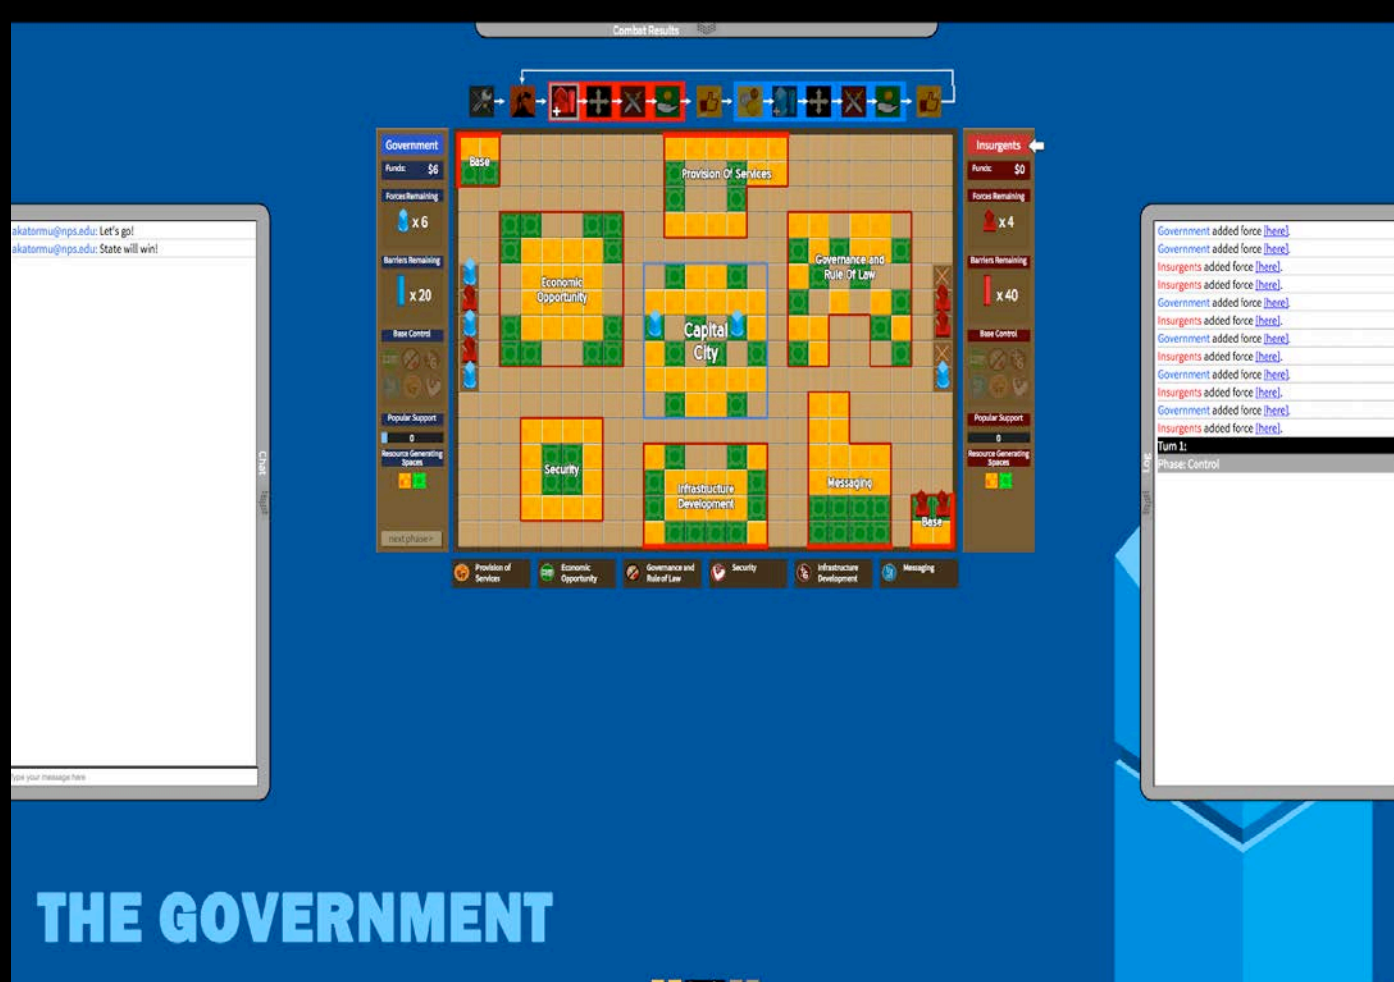 Combat Results
Government
Funds: $6
Forces Remaining
x 6
Barriers Remaining
x 20
Base Control
Popular Support
0
Resource Generating
Spaces
next phase>
Base
Provision Of Services
Economic
Opportunity
Governance and
Rule Of Law
Capital
City
Security
Infrastructure
Development
Messaging
Base
Insurgents
Funds: $0
Forces Remaining
x 4
Barriers Remaining
x 40
Base Control
Popular Support
0
Resource Generating
Spaces
Provision of
Services
Economic
Opportunity
Governance and
Rule of Law
Security
Infrastructure
Development
Messaging
akatormu@nps.edu: Let's go!
akatormu@nps.edu: State will win!
Chat
Type your message here
Government added force [here].
Government added force [here].
Insurgents added force [here].
Insurgents added force [here].
Government added force [here].
Insurgents added force [here].
Government added force [here].
Insurgents added force [here].
Government added force [here].
Insurgents added force [here].
Government added force [here].
Insurgents added force [here].
Turn 1:
Phase: Control
Log
THE GOVERNMENT